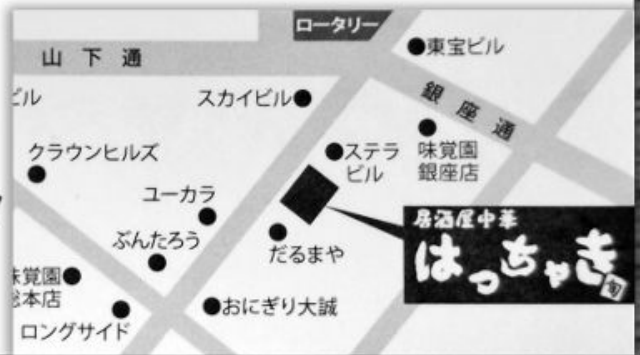 ロータリー
山下通
東宝ビル
ビル
スカイビル
銀座通
クラウンヒルズ
ステラ
ビル
味覚園
銀座店
ユーカラ
居酒屋中華
はっちゃき
旬
ぶんたろう
だるまや
味覚園
総本店
おにぎり大誠
ロングサイド